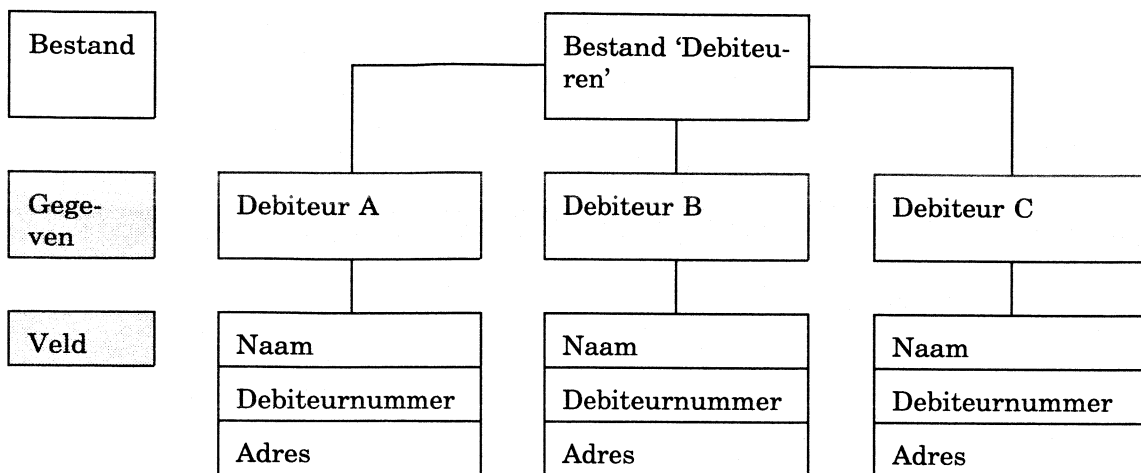 Bestand
Bestand ‘Debiteu-
ren’
Gege-
ven
Debiteur A
Debiteur B
Debiteur C
Veld
Naam
Naam
Naam
Debiteurnummer
Debiteurnummer
Debiteurnummer
Adres
Adres
Adres